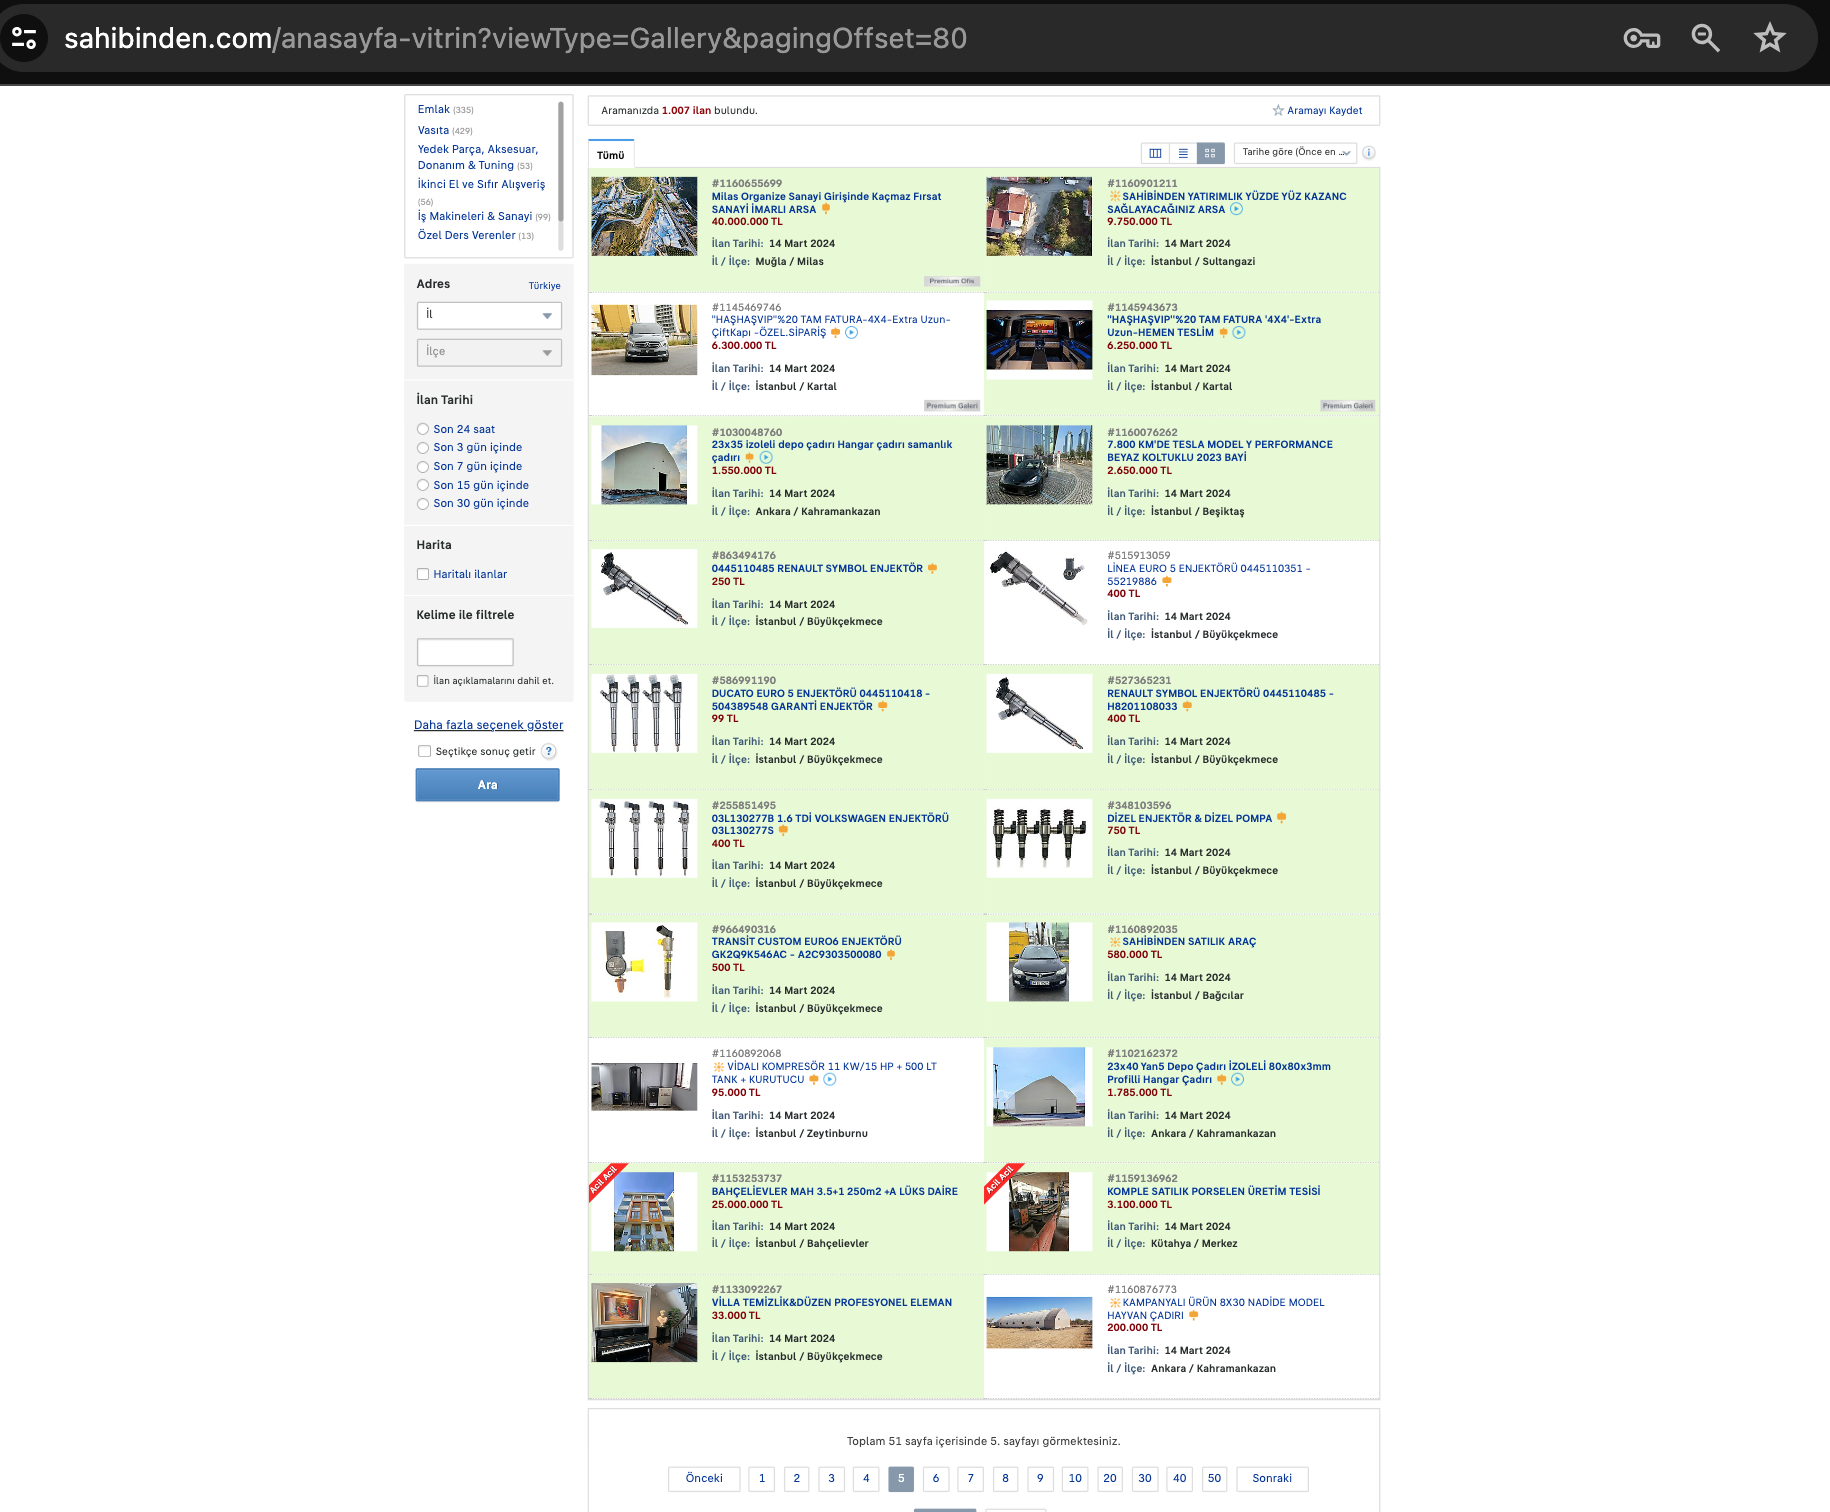 sahibinden.com/anasayfa-vitrin?viewType=Gallery&pagingOffset=80
Emlak (335)
Vasıta (429)
Yedek Parça, Aksesuar,
Donanım & Tuning (53)
İkinci El ve Sıfır Alışveriş
(56)
İş Makineleri & Sanayi (99)
Özel Ders Verenler (13)
Adres
Türkiye
İl
İlçe
İlan Tarihi
Son 24 saat
Son 3 gün içinde
Son 7 gün içinde
Son 15 gün içinde
Son 30 gün içinde
Harita
Haritalı ilanlar
Kelime ile filtrele
İlan açıklamalarını dahil et.
Daha fazla seçenek göster
Seçtikçe sonuç getir ?
Ara
Aramanızda 1.007 ilan bulundu.
Aramayı Kaydet
Tümü
Tarihe göre (Önce en ...
#1160655699
Milas Organize Sanayi Girişinde Kaçmaz Fırsat
SANAYİ İMARLI ARSA
40.000.000 TL
İlan Tarihi: 14 Mart 2024
İl / İlçe: Muğla / Milas
Premium Ofis
#1160901211
SAHİBİNDEN YATIRIMLIK YÜZDE YÜZ KAZANC
SAĞLAYACAĞINIZ ARSA
9.750.000 TL
İlan Tarihi: 14 Mart 2024
İl / İlçe: İstanbul / Sultangazi
#1145469746
"HAŞHAŞVIP"%20 TAM FATURA-4X4-Extra Uzun-
ÇiftKapı -ÖZEL.SİPARİŞ
6.300.000 TL
İlan Tarihi: 14 Mart 2024
İl / İlçe: İstanbul / Kartal
Premium Galeri
#1145943673
"HAŞHAŞVIP"%20 TAM FATURA '4X4'-Extra
Uzun-HEMEN TESLİM
6.250.000 TL
İlan Tarihi: 14 Mart 2024
İl / İlçe: İstanbul / Kartal
Premium Galeri
#1030048760
23x35 izoleli depo çadırı Hangar çadırı samanlık
çadırı
1.550.000 TL
İlan Tarihi: 14 Mart 2024
İl / İlçe: Ankara / Kahramankazan
#1160076262
7.800 KM'DE TESLA MODEL Y PERFORMANCE
BEYAZ KOLTUKLU 2023 BAYİ
2.650.000 TL
İlan Tarihi: 14 Mart 2024
İl / İlçe: İstanbul / Beşiktaş
#863494176
0445110485 RENAULT SYMBOL ENJEKTÖR
250 TL
İlan Tarihi: 14 Mart 2024
İl / İlçe: İstanbul / Büyükçekmece
#515913059
LİNEA EURO 5 ENJEKTÖRÜ 0445110351 -
55219886
400 TL
İlan Tarihi: 14 Mart 2024
İl / İlçe: İstanbul / Büyükçekmece
#586991190
DUCATO EURO 5 ENJEKTÖRÜ 0445110418 -
504389548 GARANTİ ENJEKTÖR
99 TL
İlan Tarihi: 14 Mart 2024
İl / İlçe: İstanbul / Büyükçekmece
#527365231
RENAULT SYMBOL ENJEKTÖRÜ 0445110485 -
H8201108033
400 TL
İlan Tarihi: 14 Mart 2024
İl / İlçe: İstanbul / Büyükçekmece
#255851495
03L130277B 1.6 TDİ VOLKSWAGEN ENJEKTÖRÜ
03L130277S
400 TL
İlan Tarihi: 14 Mart 2024
İl / İlçe: İstanbul / Büyükçekmece
#348103596
DİZEL ENJEKTÖR & DİZEL POMPA
750 TL
İlan Tarihi: 14 Mart 2024
İl / İlçe: İstanbul / Büyükçekmece
#966490316
TRANSİT CUSTOM EURO6 ENJEKTÖRÜ
GK2Q9K546AC - A2C9303500080
500 TL
İlan Tarihi: 14 Mart 2024
İl / İlçe: İstanbul / Büyükçekmece
#1160892035
SAHİBİNDEN SATILIK ARAÇ
580.000 TL
İlan Tarihi: 14 Mart 2024
İl / İlçe: İstanbul / Bağcılar
#1160892068
VİDALI KOMPRESÖR 11 KW/15 HP + 500 LT
TANK + KURUTUCU
95.000 TL
İlan Tarihi: 14 Mart 2024
İl / İlçe: İstanbul / Zeytinburnu
#1102162372
23x40 Yan5 Depo Çadırı İZOLELİ 80x80x3mm
Profilli Hangar Çadırı
1.785.000 TL
İlan Tarihi: 14 Mart 2024
İl / İlçe: Ankara / Kahramankazan
Acil Acil
#1153253737
BAHÇELİEVLER MAH 3.5+1 250m2 +A LÜKS DAİRE
25.000.000 TL
İlan Tarihi: 14 Mart 2024
İl / İlçe: İstanbul / Bahçelievler
Acil Acil
#1159136962
KOMPLE SATILIK PORSELEN ÜRETİM TESİSİ
3.100.000 TL
İlan Tarihi: 14 Mart 2024
İl / İlçe: Kütahya / Merkez
#1133092267
VİLLA TEMİZLİK&DÜZEN PROFESYONEL ELEMAN
33.000 TL
İlan Tarihi: 14 Mart 2024
İl / İlçe: İstanbul / Büyükçekmece
#1160876773
KAMPANYALI ÜRÜN 8X30 NADİDE MODEL
HAYVAN ÇADIRI
200.000 TL
İlan Tarihi: 14 Mart 2024
İl / İlçe: Ankara / Kahramankazan
Toplam 51 sayfa içerisinde 5. sayfayı görmektesiniz.
Önceki 1 2 3 4 5 6 7 8 9 10 20 30 40 50 Sonraki